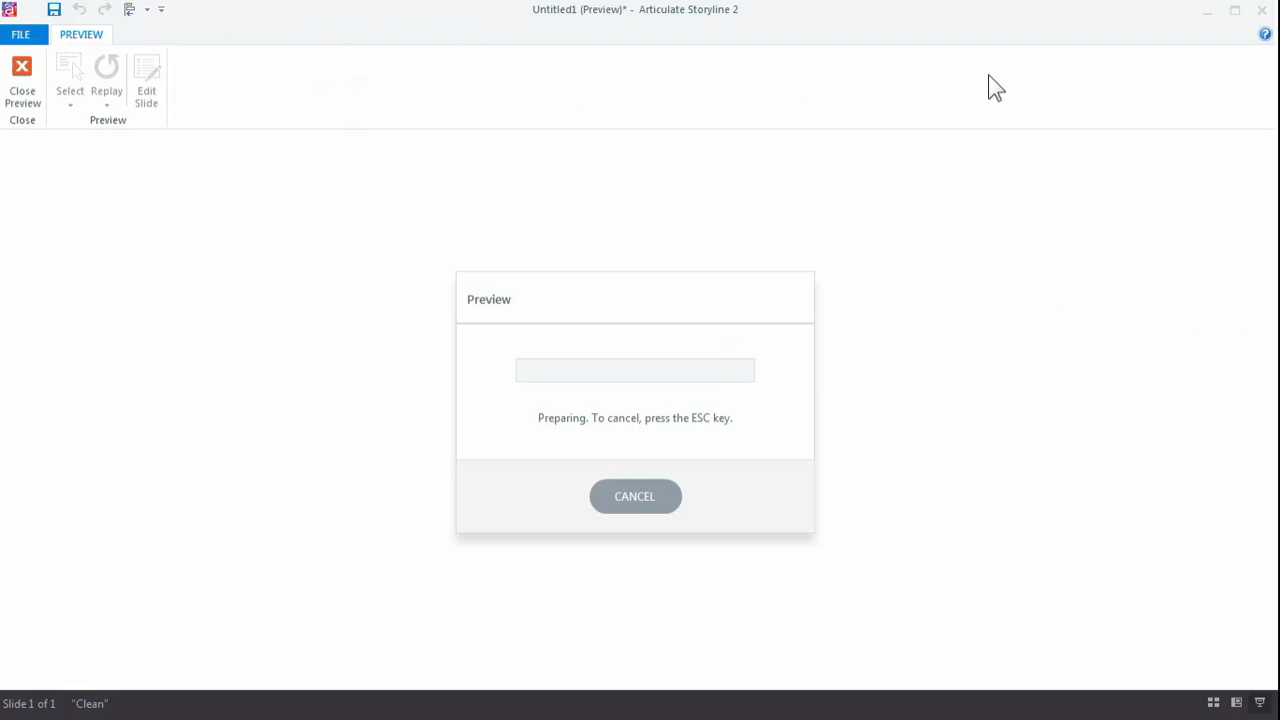 Untitled1 (Preview)* - Articulate Storyline 2
FILE
PREVIEW
Close Preview
Select
Replay
Edit Slide
Close
Preview
Preview
Preparing. To cancel, press the ESC key.
CANCEL
Slide 1 of 1
"Clean"